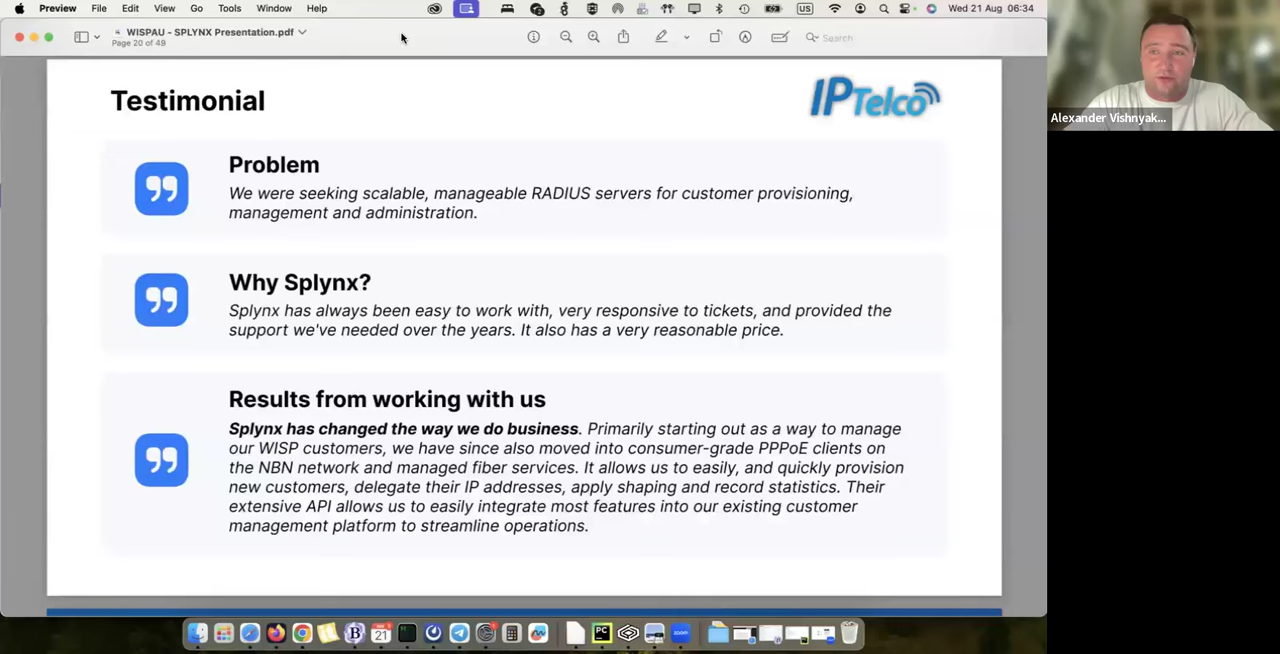 Preview File Edit View Go Tools Window Help
US
Wed 21 Aug 06:34
WISPAU - SPLYNX Presentation.pdf
Page 20 of 49
Search
Alexander Vishnyak...
Testimonial
IPTelco
Problem
We were seeking scalable, manageable RADIUS servers for customer provisioning,
management and administration.
Why Splynx?
Splynx has always been easy to work with, very responsive to tickets, and provided the
support we've needed over the years. It also has a very reasonable price.
Results from working with us
Splynx has changed the way we do business. Primarily starting out as a way to manage
our WISP customers, we have since also moved into consumer-grade PPPoE clients on
the NBN network and managed fiber services. It allows us to easily, and quickly provision
new customers, delegate their IP addresses, apply shaping and record statistics. Their
extensive API allows us to easily integrate most features into our existing customer
management platform to streamline operations.
21
PC
zoom